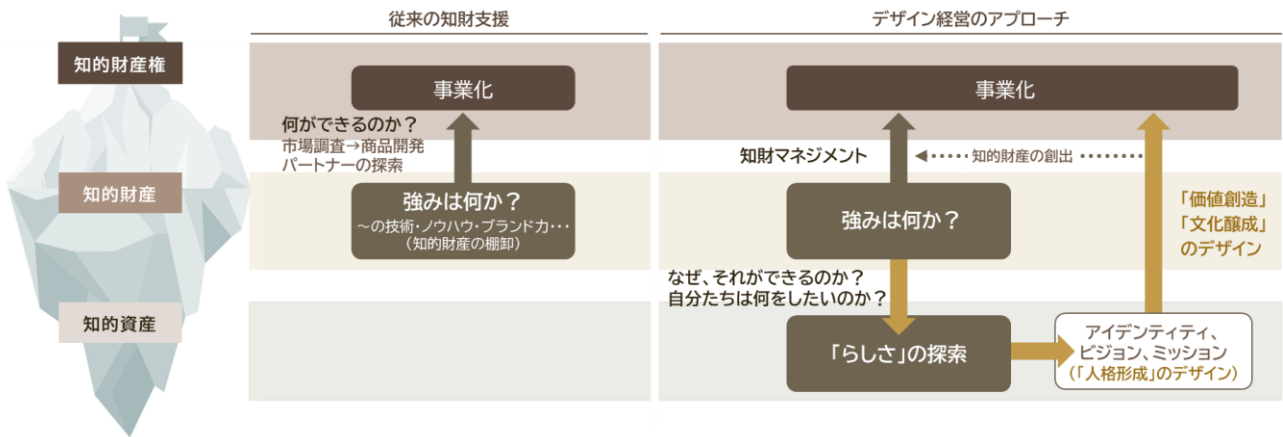 従来の知財支援
デザイン経営のアプローチ
知的財産権
事業化
何ができるのか？
市場調査→商品開発
パートナーの探索
知的財産
強みは何か？
～の技術・ノウハウ・ブランド力・・・
（知的財産の棚卸）
知的資産
事業化
知財マネジメント
知的財産の創出
強みは何か？
「価値創造」
「文化醸成」
のデザイン
なぜ、それができるのか？
自分たちは何をしたいのか？
「らしさ」の探索
アイデンティティ、
ビジョン、ミッション
（「人格形成」のデザイン）